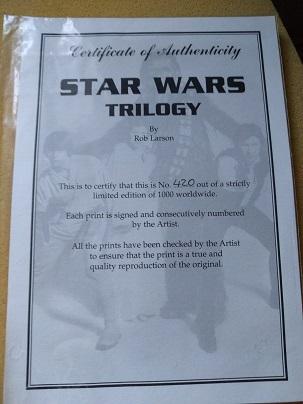 Certificate of Authenticity
STAR WARS
TRILOGY
By
Rob Larson
This is to certify that this is No. 420 out of a strictly
limited edition of 1000 worldwide.
Each print is signed and consecutively numbered
by the Artist.
All the prints have been checked by the Artist
to ensure that the print is a true and
quality reproduction of the original.